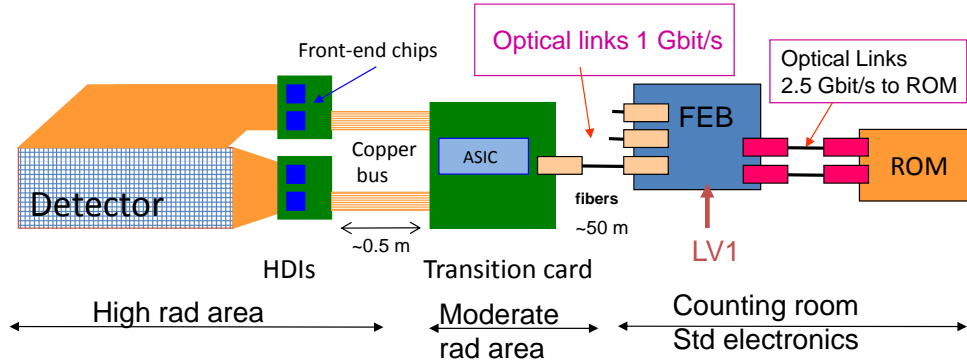 Front-end chips
Optical links 1 Gbit/s
Optical Links
2.5 Gbit/s to ROM
FEB
Detector
Copper
bus
ASIC
ROM
fibers
~50 m
~0.5 m
LV1
HDIs
Transition card
High rad area
Moderate
rad area
Counting room
Std electronics